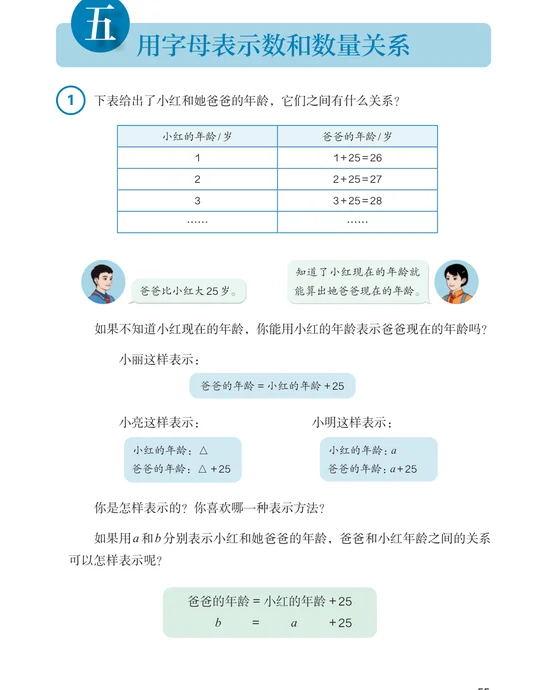 五
用字母表示数和数量关系
1 下表给出了小红和她爸爸的年龄，它们之间有什么关系？
小红的年龄/岁 爸爸的年龄/岁
1 1+25=26
2 2+25=27
3 3+25=28
…… ……
爸爸比小红大25岁。
知道了小红现在的年龄就
能算出她爸爸现在的年龄。
如果不知道小红现在的年龄，你能用小红的年龄表示爸爸现在的年龄吗？
小丽这样表示：
爸爸的年龄=小红的年龄+25
小亮这样表示： 小明这样表示：
小红的年龄：△
爸爸的年龄：△+25
小红的年龄：a
爸爸的年龄：a+25
你是怎样表示的？你喜欢哪一种表示方法？
如果用a和b分别表示小红和她爸爸的年龄，爸爸和小红年龄之间的关系
可以怎样表示呢？
爸爸的年龄=小红的年龄+25
b = a +25